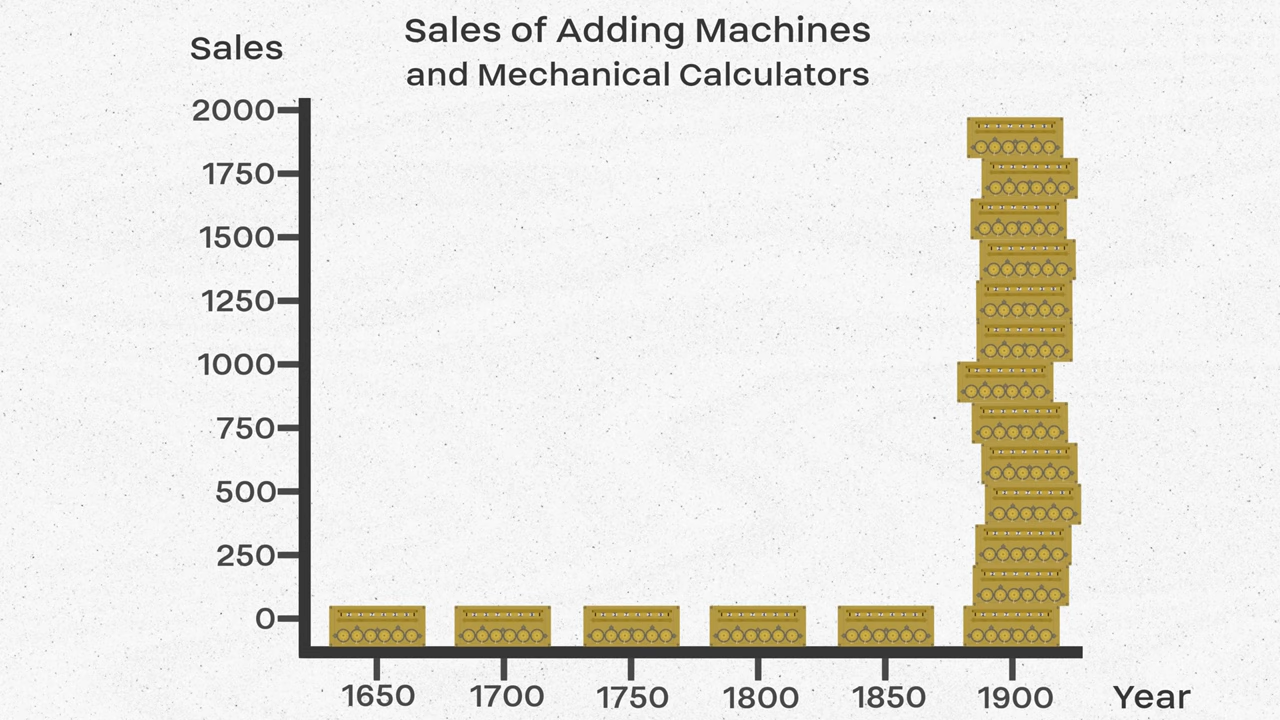 Sales of Adding Machines
and Mechanical Calculators
Sales
2000
1750
1500
1250
1000
750
500
250
0
1650 1700 1750 1800 1850 1900 Year